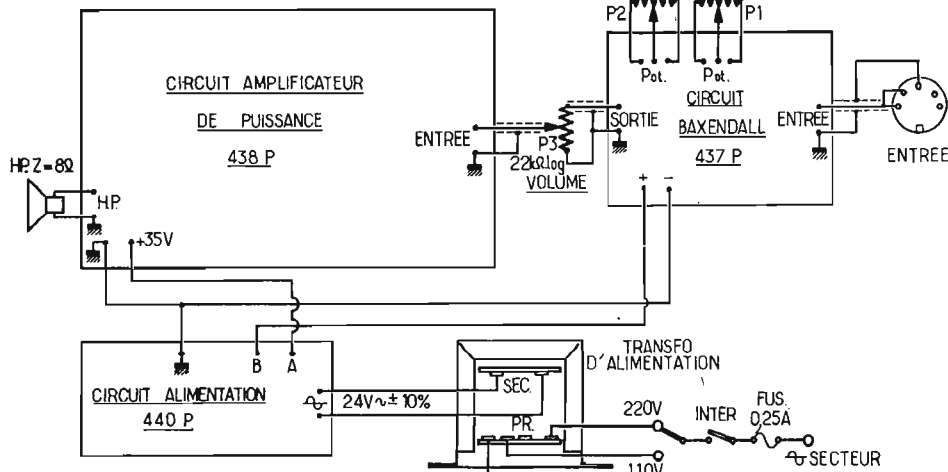 P2
P1
CIRCUIT AMPLIFICATEUR
DE PUISSANCE
438 P
ENTREE
P3
22kΩlog
VOLUME
Pot.
Pot.
CIRCUIT
BAXENDALL
437 P
SORTIE
ENTREE
+ −
ENTREE
HP. Z=8Ω
H.P.
+35V
B A
CIRCUIT ALIMENTATION
440 P
24V~±10%
TRANSFO
D'ALIMENTATION
SEC.
PR.
220V
110V
INTER
FUS.
0,25A
SECTEUR